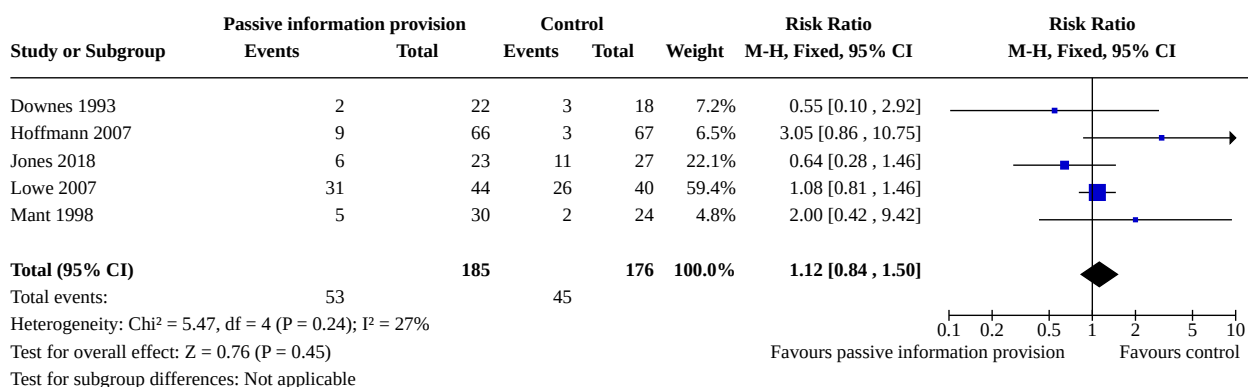 Passive information provision Control Risk Ratio Risk Ratio
Study or Subgroup Events Total Events Total Weight M-H, Fixed, 95% CI M-H, Fixed, 95% CI
Downes 1993 2 22 3 18 7.2% 0.55 [0.10 , 2.92]
Hoffmann 2007 9 66 3 67 6.5% 3.05 [0.86 , 10.75]
Jones 2018 6 23 11 27 22.1% 0.64 [0.28 , 1.46]
Lowe 2007 31 44 26 40 59.4% 1.08 [0.81 , 1.46]
Mant 1998 5 30 2 24 4.8% 2.00 [0.42 , 9.42]
Total (95% CI) 185 176 100.0% 1.12 [0.84 , 1.50]
Total events: 53 45
Heterogeneity: Chi² = 5.47, df = 4 (P = 0.24); I² = 27%
0.1 0.2 0.5 1 2 5 10
Test for overall effect: Z = 0.76 (P = 0.45) Favours passive information provision Favours control
Test for subgroup differences: Not applicable